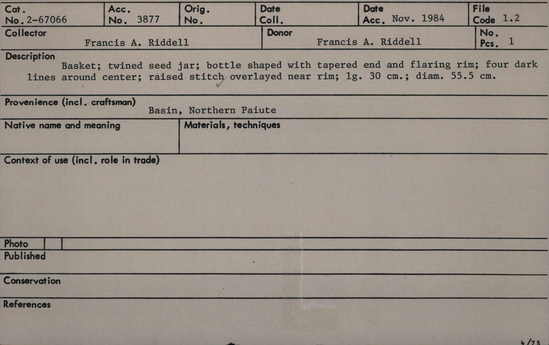 Cat. Acc. Orig. Date Date File
No. 2-67066 No. 3877 No. Coll. Acc. Nov. 1984 Code 1.2
Collector Donor No.
Francis A. Riddell Francis A. Riddell Pcs. 1
Description
Basket; twined seed jar; bottle shaped with tapered end and flaring rim; four dark
lines around center; raised stitch overlayed near rim; lg. 30 cm.; diam. 55.5 cm.
Provenience (incl. craftsman)
Basin, Northern Paiute
Native name and meaning Materials, techniques
Context of use (incl. role in trade)
Photo
Published
Conservation
References